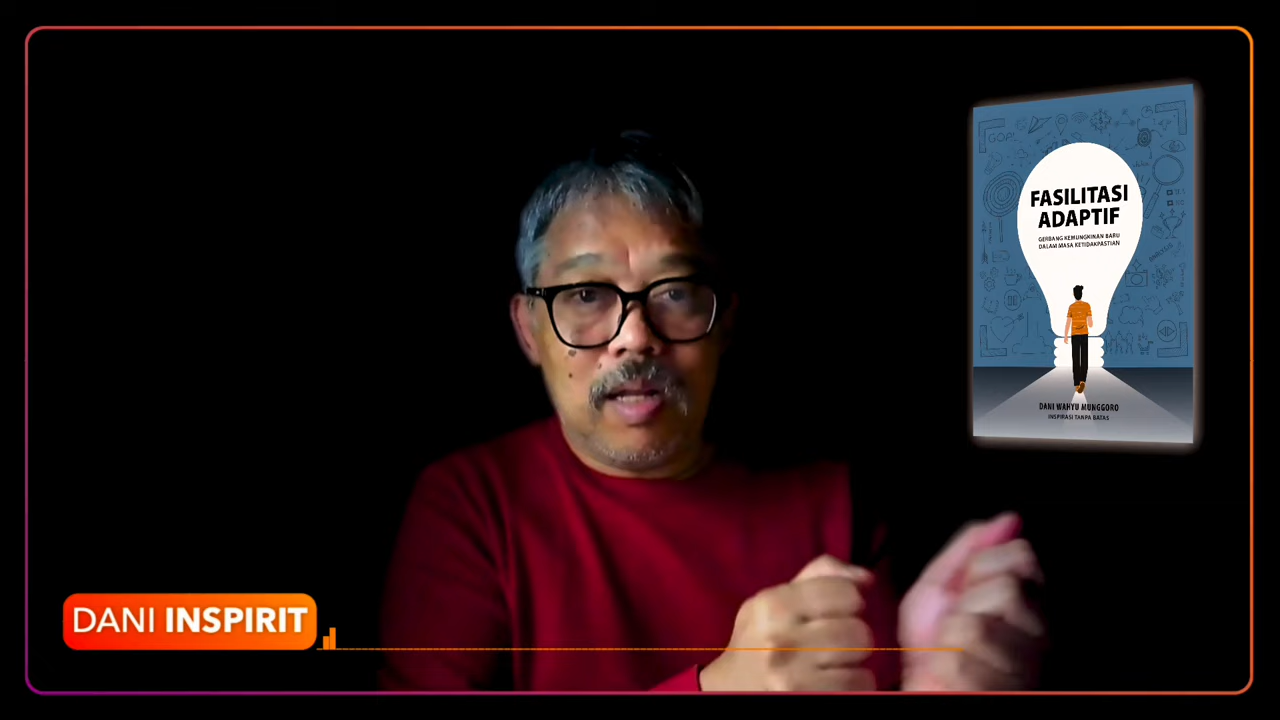 FASILITASI
ADAPTIF
GERBANG KEMUNGKINAN BARU
DALAM MASA KETIDAKPASTIAN
DANI WAHYU MUNGGORO
INSPIRASI TANPA BATAS
DANI INSPIRIT